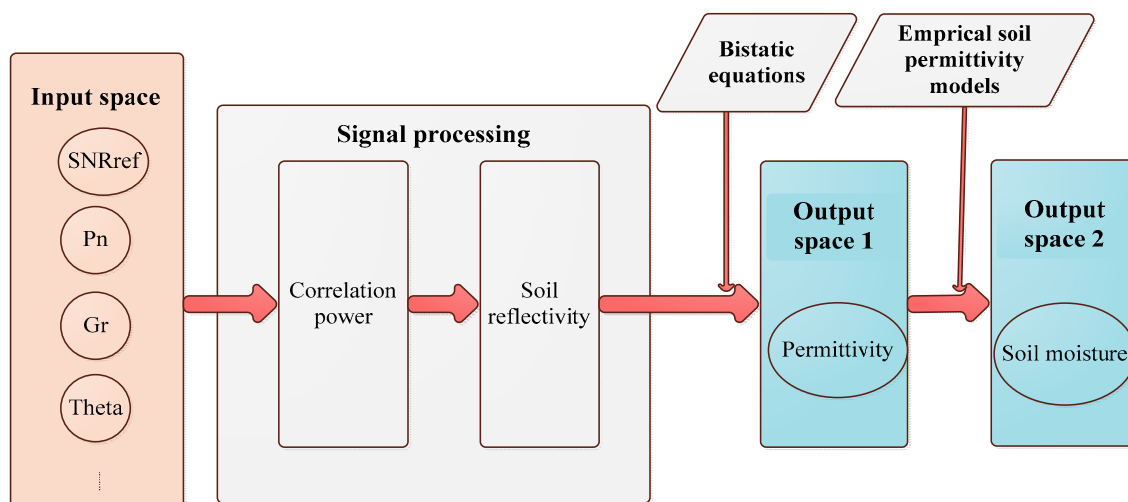 Input space
SNRref
Pn
Gr
Theta
Signal processing
Correlation
power
Soil
reflectivity
Bistatic
equations
Emprical soil
permittivity
models
Output
space 1
Permittivity
Output
space 2
Soil moisture